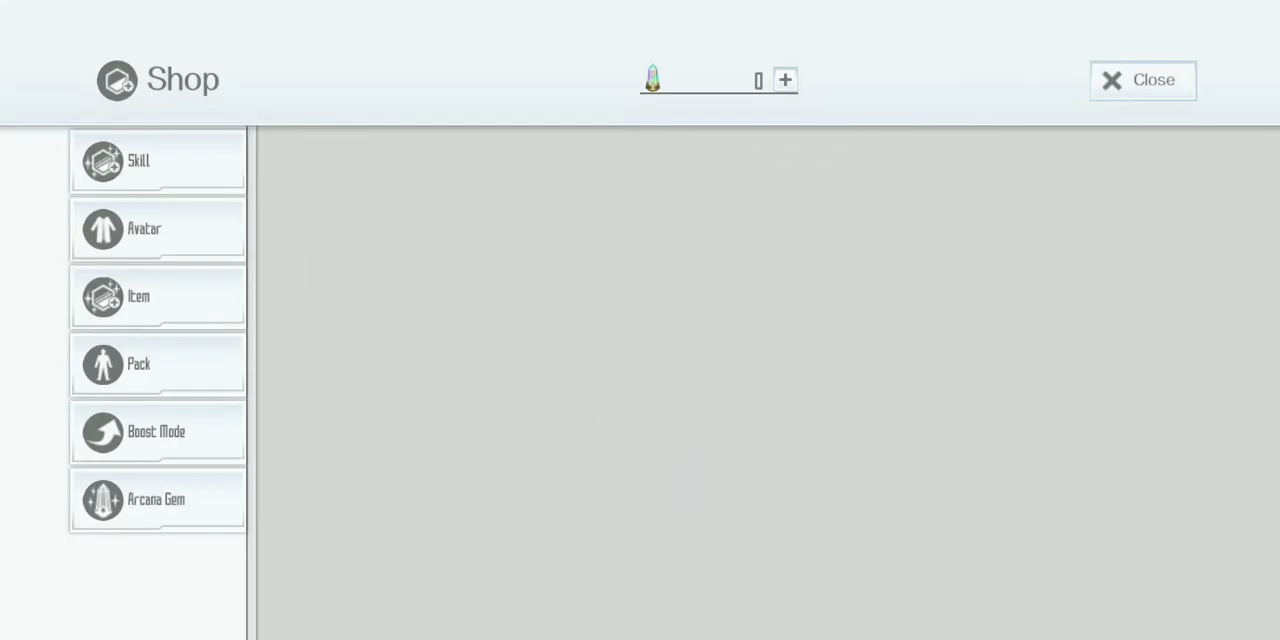 Shop
0
Close
Skill
Avatar
Item
Pack
Boost Mode
Arcana Gem